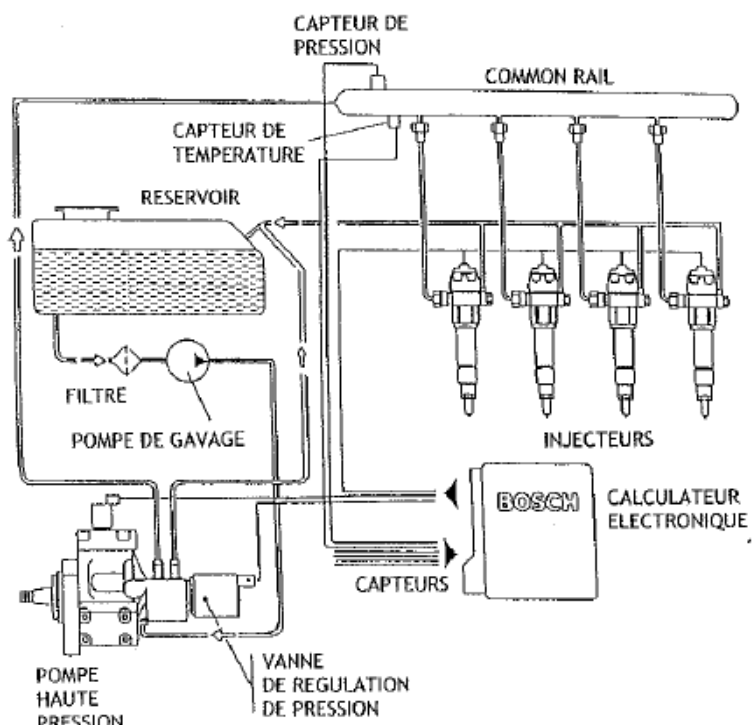 CAPTEUR DE
PRESSION
COMMON RAIL
CAPTEUR DE
TEMPERATURE
RESERVOIR
FILTRE
POMPE DE GAVAGE
INJECTEURS
BOSCH
CALCULATEUR
ELECTRONIQUE
CAPTEURS
POMPE
HAUTE
PRESSION
VANNE
DE REGULATION
DE PRESSION